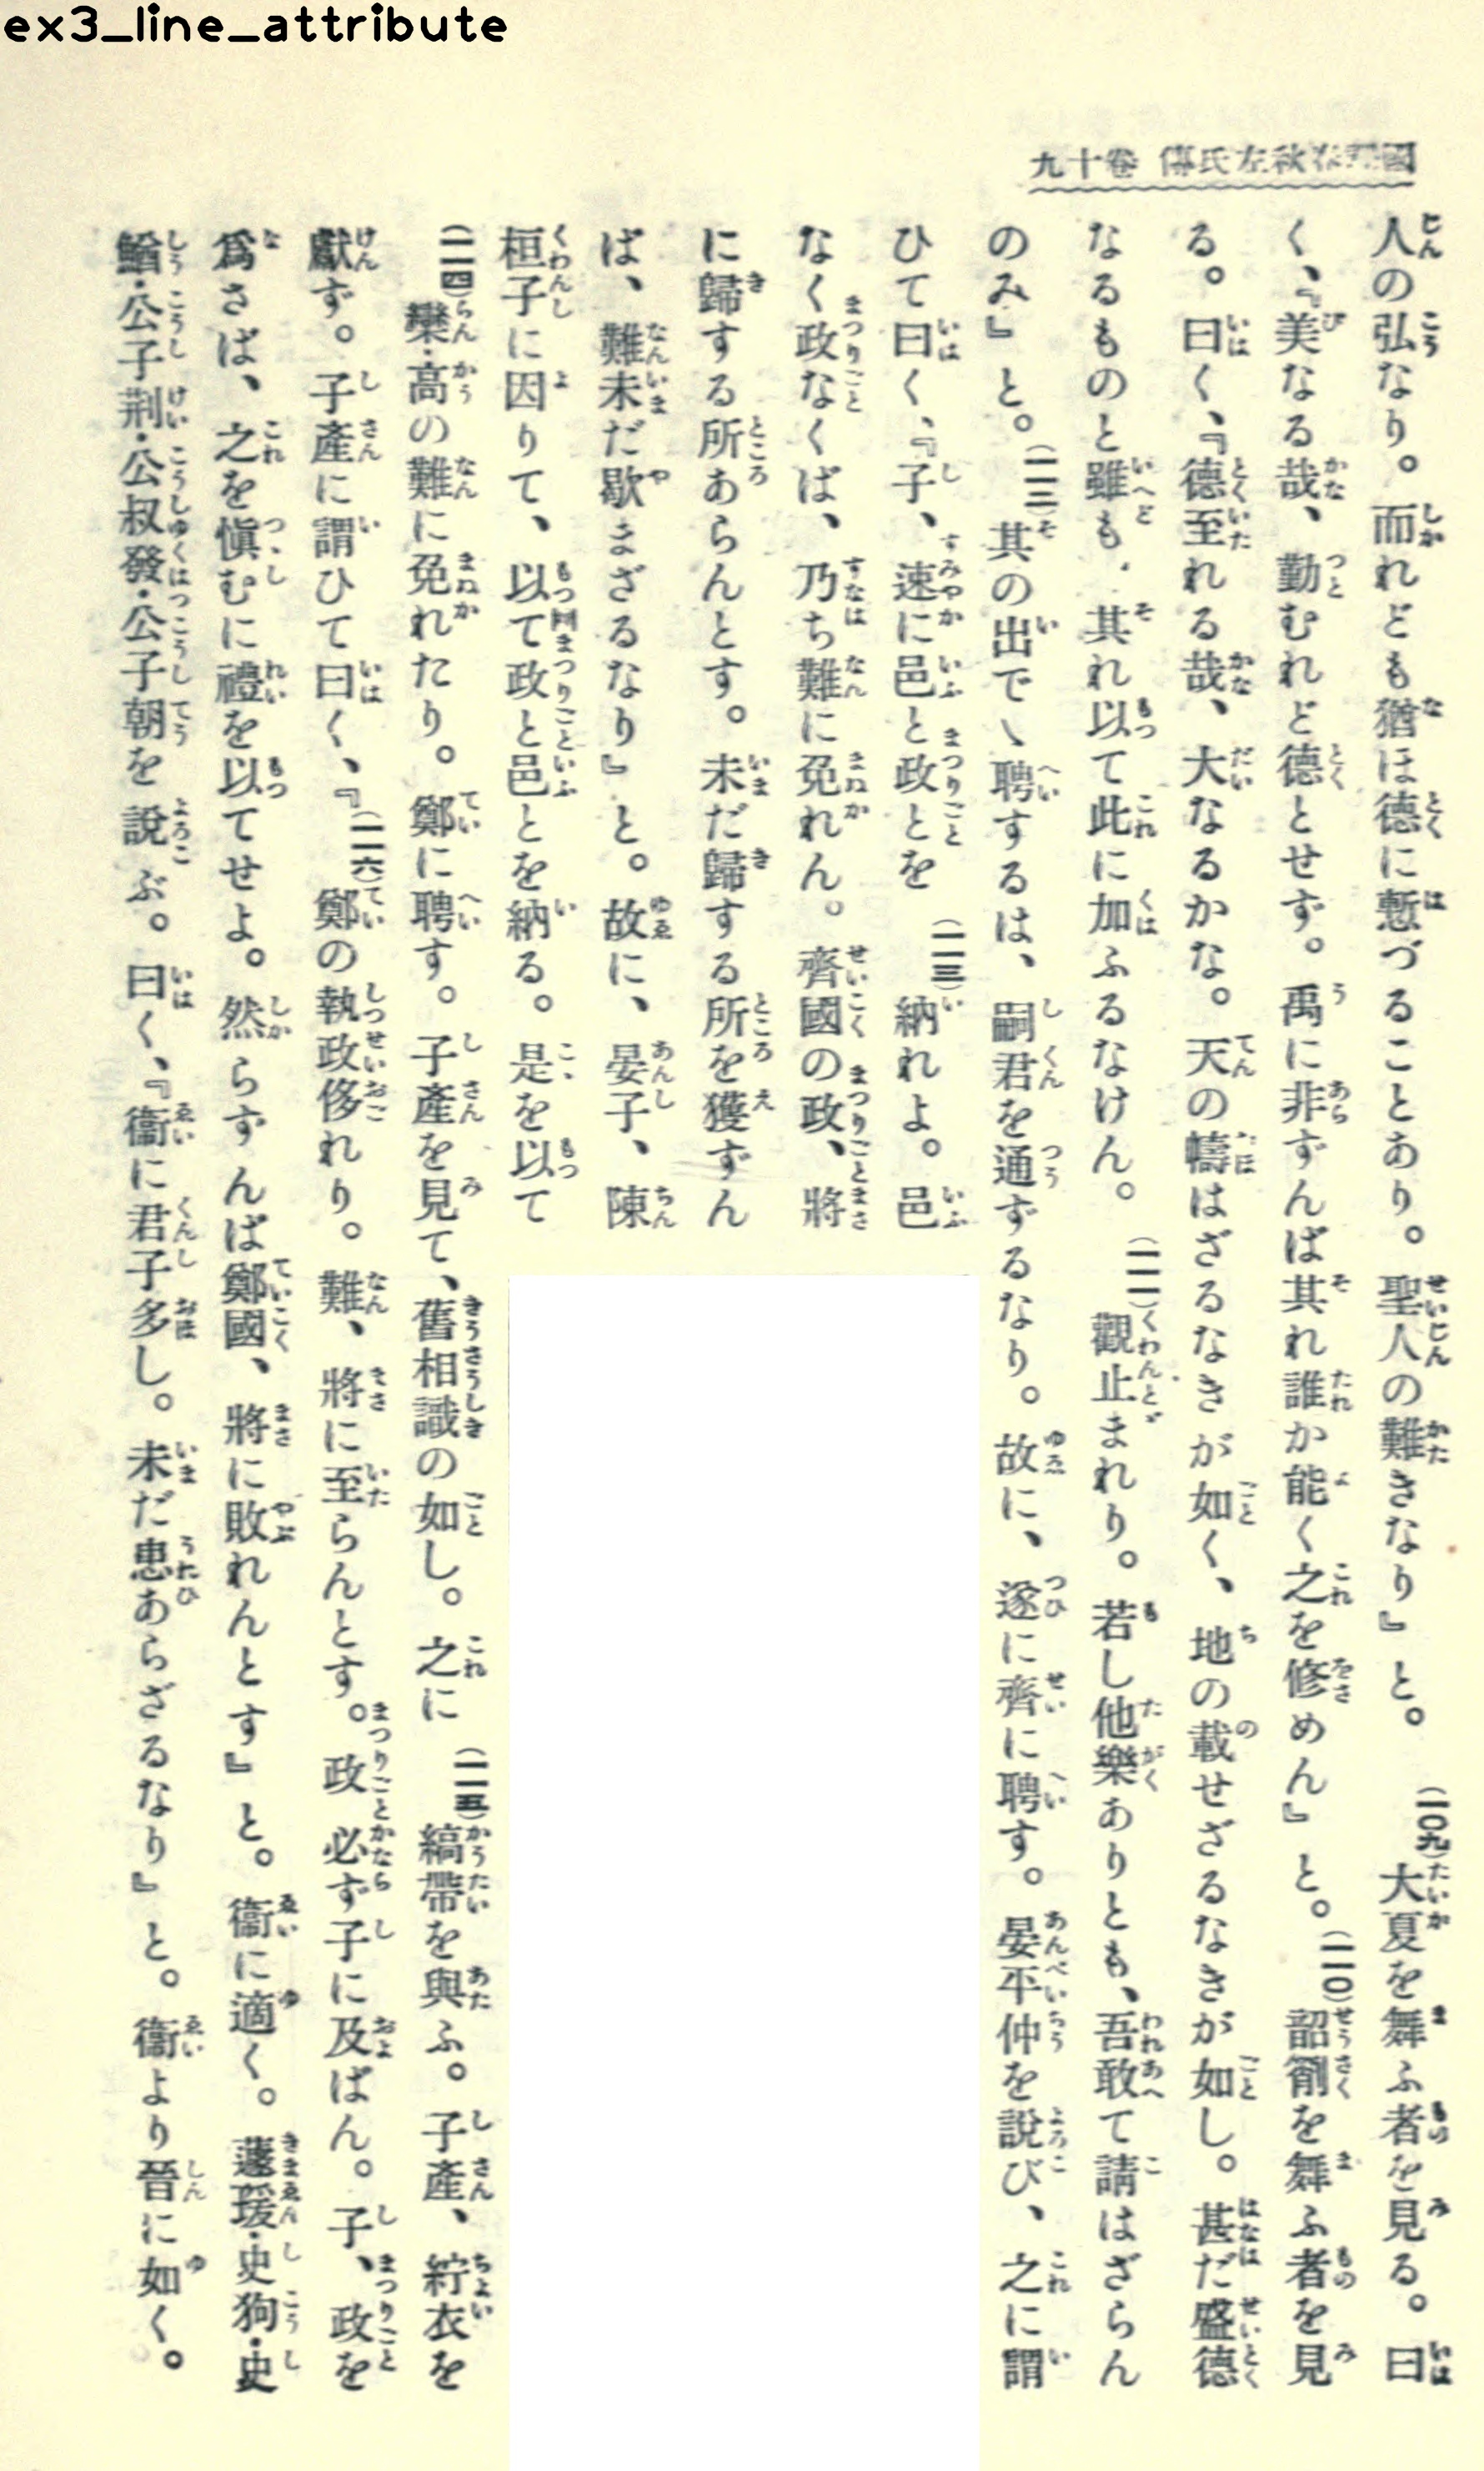 ex3_line_attribute
國譯春秋左氏傳 卷十九
人の弘なり。而れども猶ほ德に慙づることあり。聖人の難きなり』と。(一〇九)大夏を舞ふ者を見る。曰
く、『美なる哉、勤むれど德とせず。禹に非ずんば其れ誰か能く之を修めん』と。(一一〇)韶箾を舞ふ者を見
る。曰く、『德至れる哉、大なるかな。天の幬はざるなきが如く、地の載せざるなきが如し。甚だ盛德
なるものと雖も、其れ以て此に加ふるなけん。(一一一)觀止まれり。若し他樂ありとも、吾敢て請はざらん
のみ』と。(一一二)其の出でゝ聘するは、嗣君を通ずるなり。故に、遂に齊に聘す。晏平仲を說び、之に謂
ひて曰く、『子、速に邑と政とを(一一三)納れよ。邑
なく政なくば、乃ち難に免れん。齊國の政、將
に歸する所あらんとす。未だ歸する所を獲ずん
ば、難未だ歇まざるなり』と。故に、晏子、陳
桓子に因りて、以て政と邑とを納る。是を以て
(一一四)欒・高の難に免れたり。鄭に聘す。子產を見て、舊相識の如し。之に(一一五)縞帶を與ふ。子產、紵衣を
獻ず。子產に謂ひて曰く、『(一一六)鄭の執政侈れり。難、將に至らんとす。政必ず子に及ばん。子、政を
爲さば、之を愼むに禮を以てせよ。然らずんば鄭國、將に敗れんとす』と。衞に適く。蘧瑗・史狗・史
鰌・公子荆・公叔發・公子朝を說ぶ。曰く、『衞に君子多し。未だ患あらざるなり』と。衞より晉に如く。